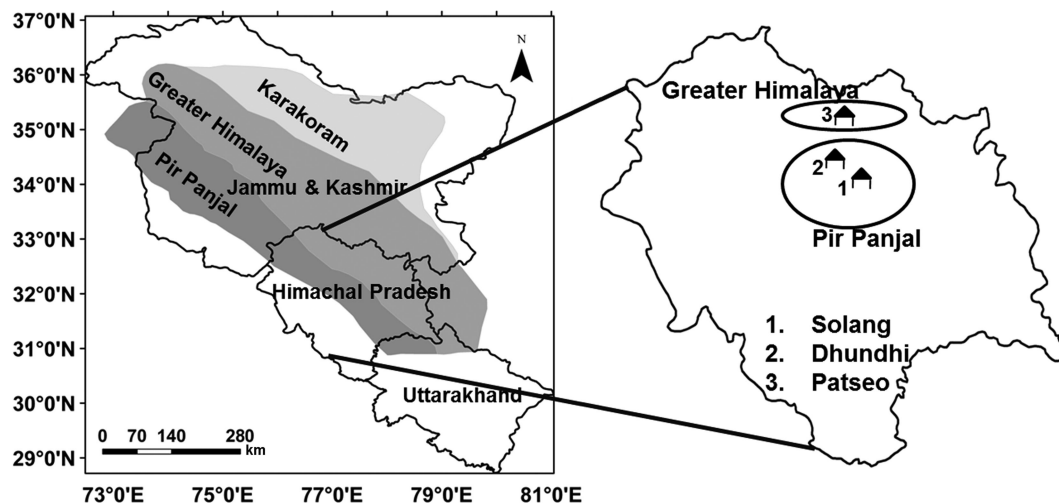 37°0'N
36°0'N
35°0'N
34°0'N
33°0'N
32°0'N
31°0'N
30°0'N
29°0'N
N
Karakoram
Greater Himalaya
Pir Panjal
Jammu & Kashmir
Himachal Pradesh
Uttarakhand
0 70 140 280
km
73°0'E 75°0'E 77°0'E 79°0'E 81°0'E
Greater Himalaya
3
2
1
Pir Panjal
1. Solang
2. Dhundhi
3. Patseo